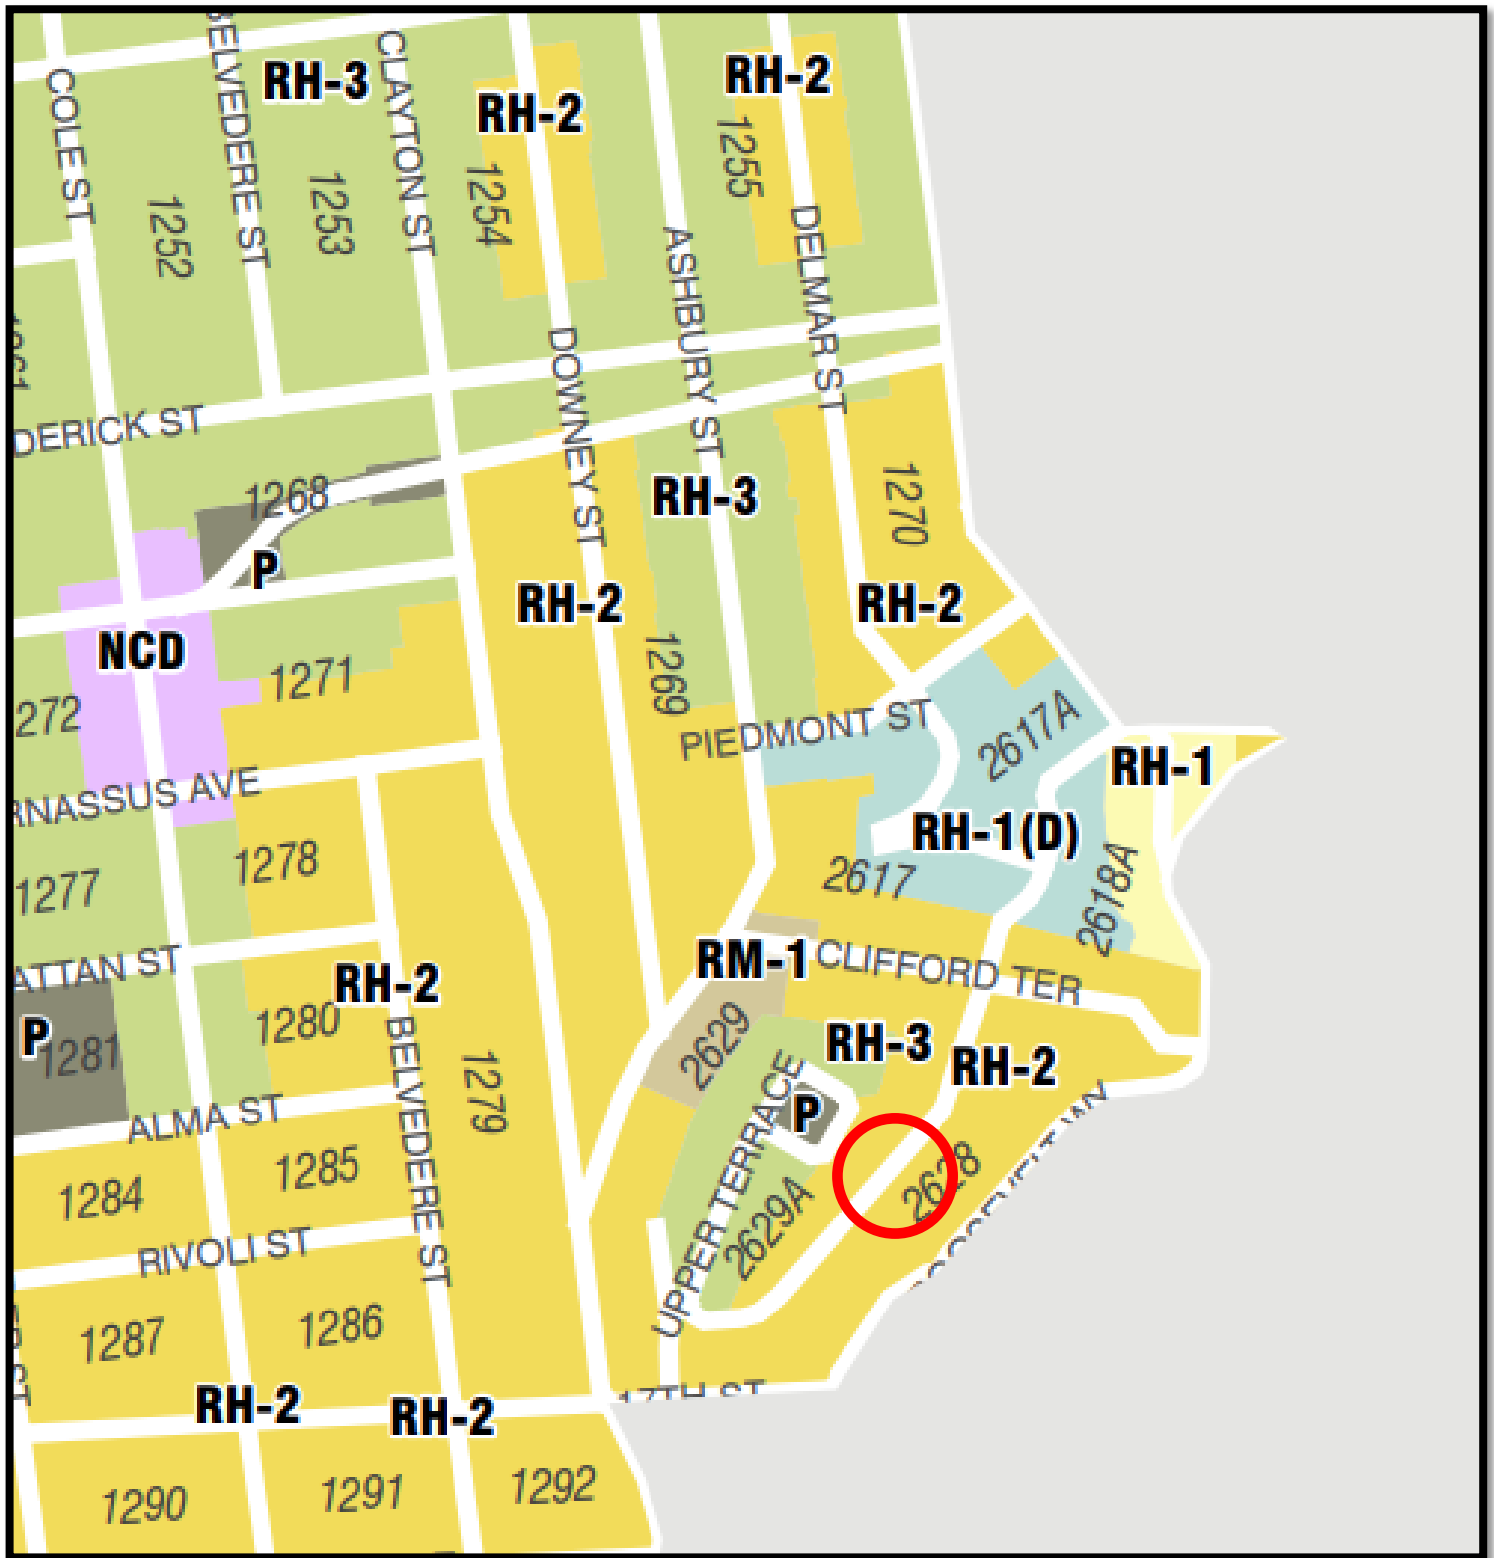 COLE ST
BELVEDERE ST
RH-3
CLAYTON ST
RH-2
RH-2
1252
1253
1254
1255
ASHBURY ST
DELMAR ST
DOWNEY ST
DERICK ST
1268
P
RH-3
1270
RH-2
RH-2
NCD
1271
1269
272
PIEDMONT ST
2617A
RH-1
RNASSUS AVE
RH-1(D)
1278
1277
2617
2618A
ATTAN ST
RH-2
RM-1
CLIFFORD TER
P
1281
1280
BELVEDERE ST
1279
2629
RH-3
RH-2
UPPER TERRACE
P
ALMA ST
1284
1285
2628
2629A
RIVOLI ST
1287
1286
RH-2
RH-2
17TH ST
1290
1291
1292